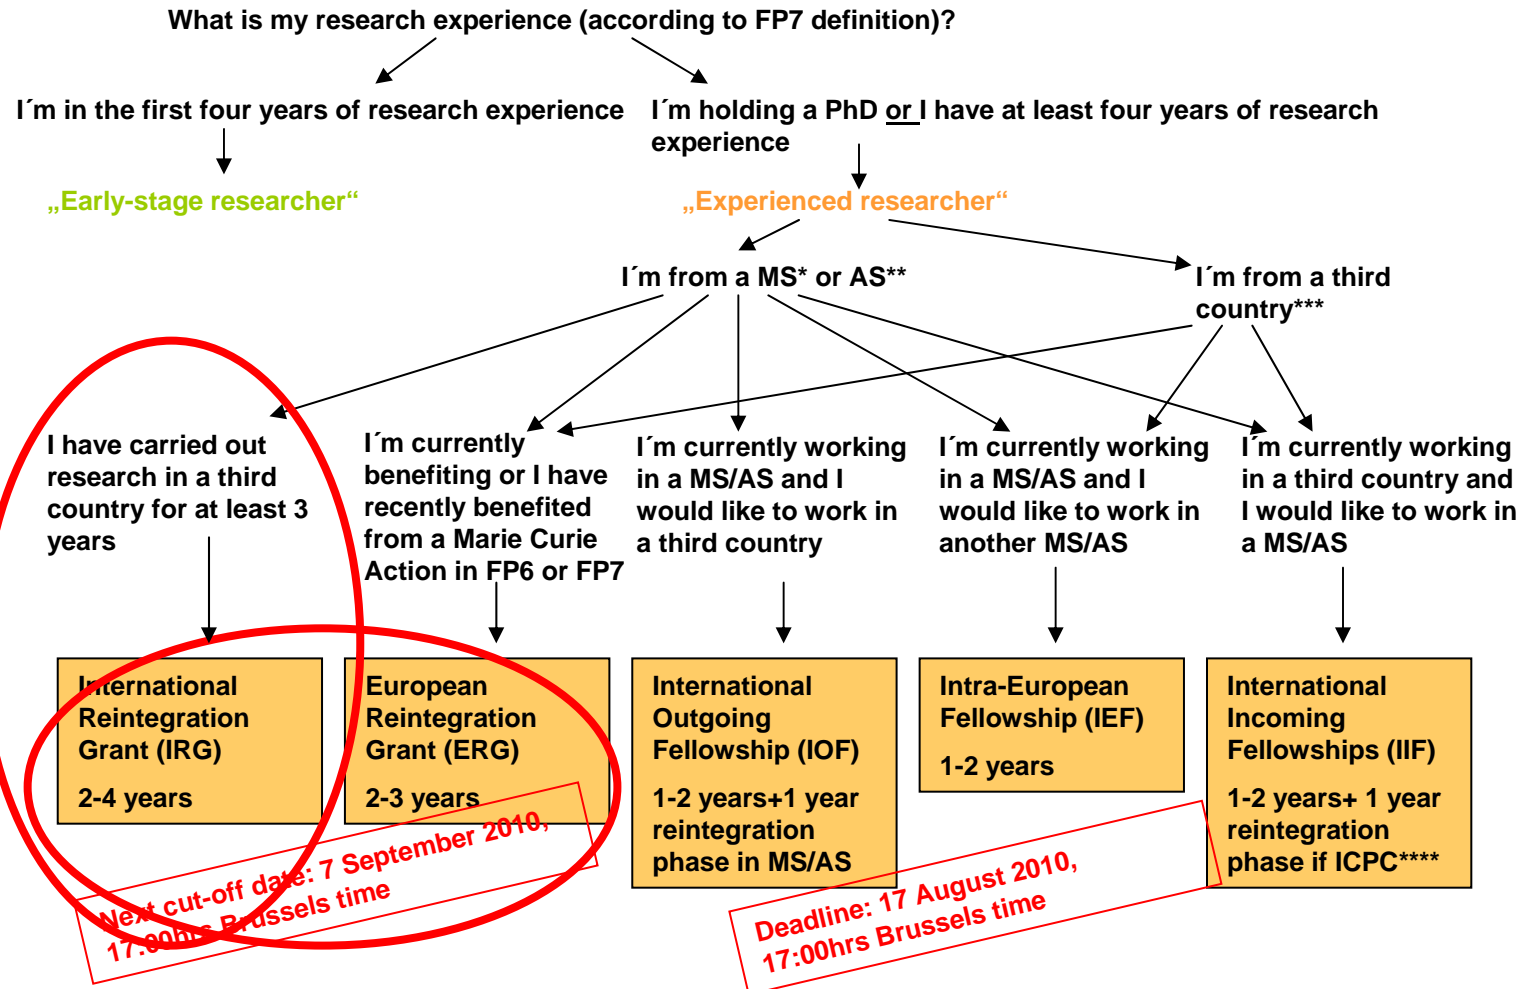 What is my research experience (according to FP7 definition)?
I´m in the first four years of research experience
I´m holding a PhD or I have at least four years of research
experience
„Early-stage researcher“
„Experienced researcher“
I´m from a MS* or AS**
I´m from a third
country***
I have carried out
research in a third
country for at least 3
years
I´m currently
benefiting or I have
recently benefited
from a Marie Curie
Action in FP6 or FP7
I´m currently working
in a MS/AS and I
would like to work in
a third country
I´m currently working
in a MS/AS and I
would like to work in
another MS/AS
I´m currently working
in a third country and
I would like to work in
a MS/AS
International
Reintegration
Grant (IRG)
2-4 years
European
Reintegration
Grant (ERG)
2-3 years
International
Outgoing
Fellowship (IOF)
1-2 years+1 year
reintegration
phase in MS/AS
Intra-European
Fellowship (IEF)
1-2 years
International
Incoming
Fellowships (IIF)
1-2 years+ 1 year
reintegration
phase if ICPC****
Next cut-off date: 7 September 2010,
17:00hrs Brussels time
Deadline: 17 August 2010,
17:00hrs Brussels time